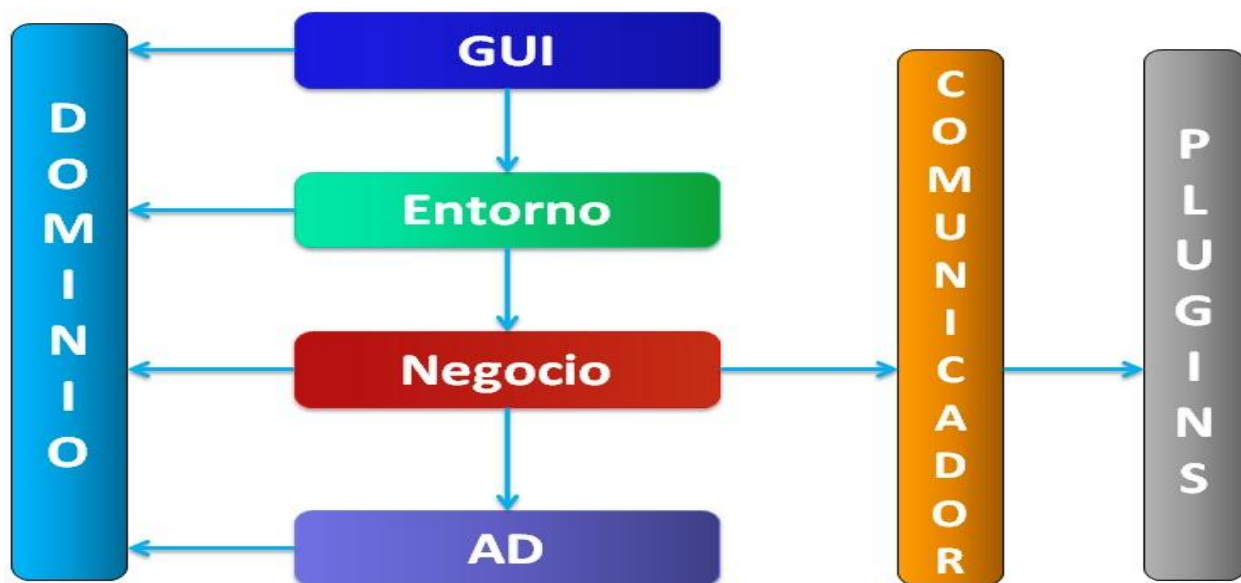 DOMINIO
GUI
Entorno
Negocio
AD
COMUNICADOR
PLUGINS